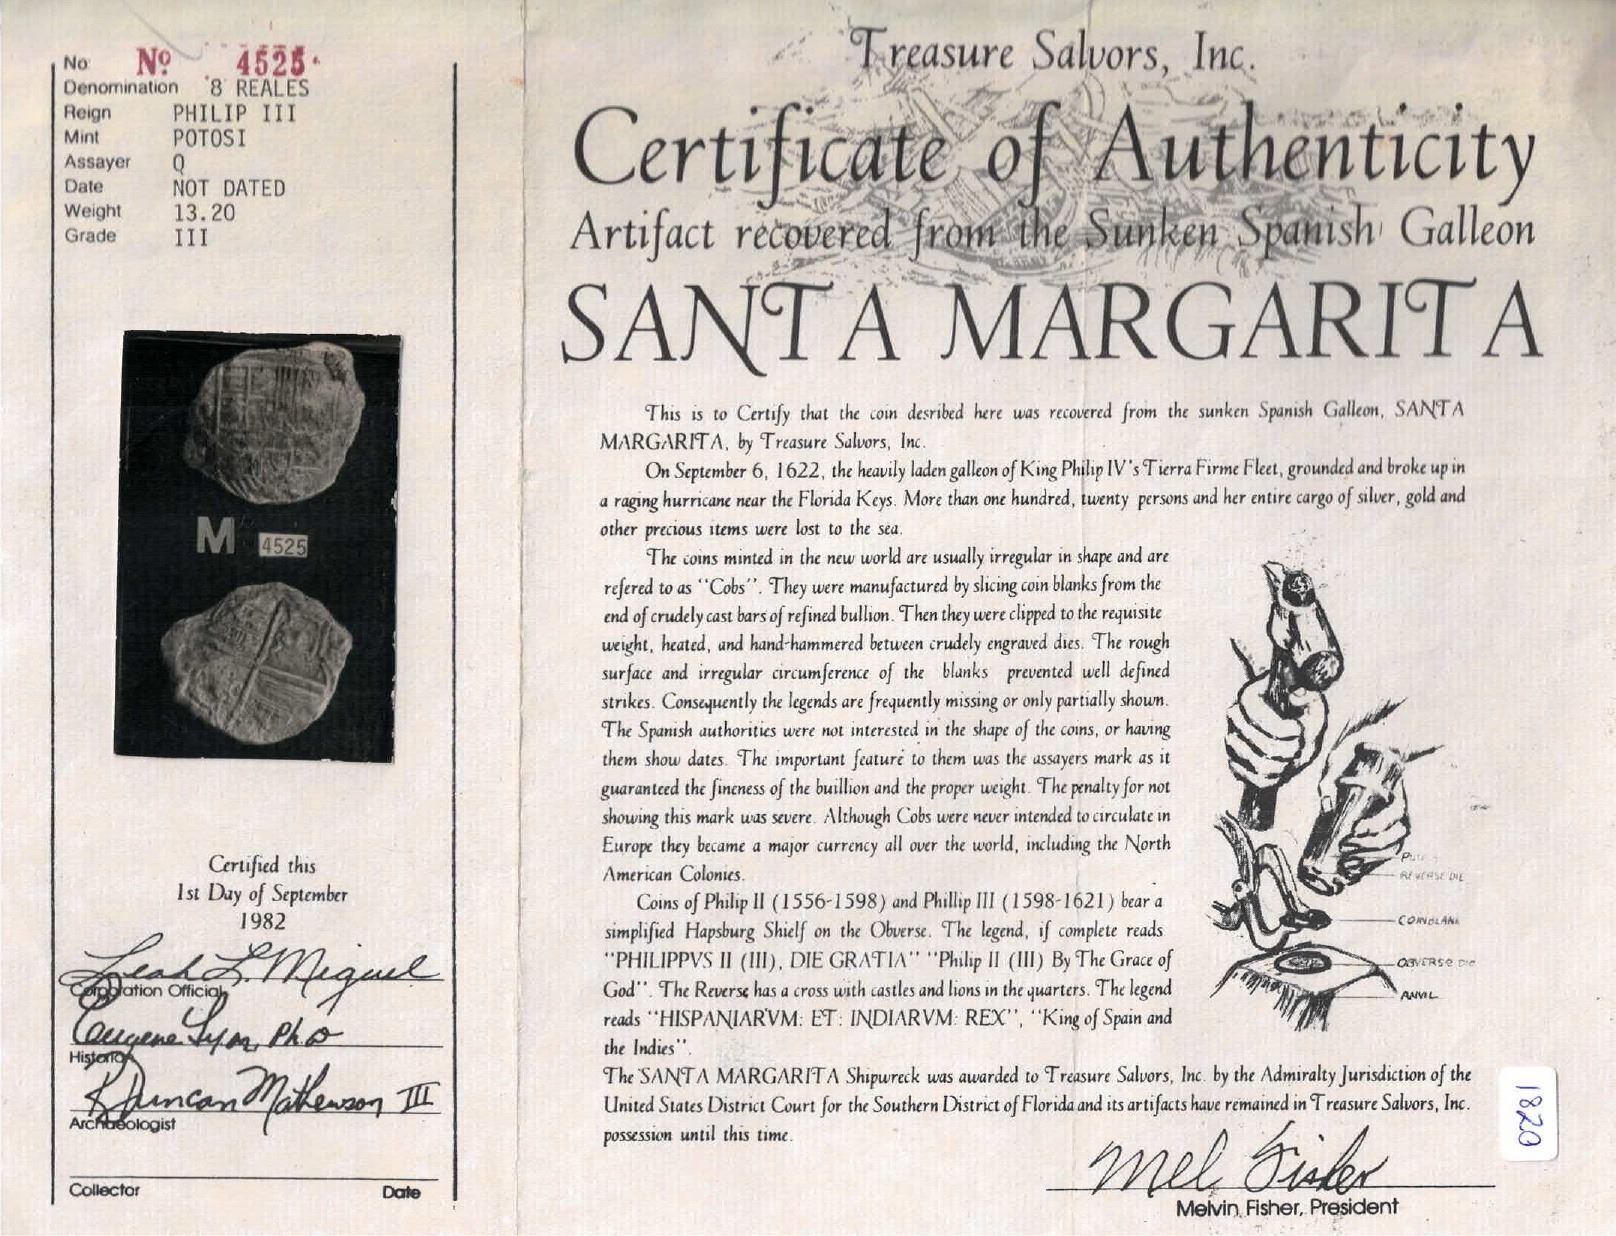 No. Nº 4525
Denomination 8 REALES
Reign PHILIP III
Mint POTOSI
Assayer Q
Date NOT DATED
Weight 13.20
Grade III
M 4525
Certified this
1st Day of September
1982
Leah L. Miguel
Corporation Official
Eugene Lyon, Ph D
Historian
R Duncan Mathewson III
Archaeologist
Collector Date
Treasure Salvors, Inc.
Certificate of Authenticity
Artifact recovered from the Sunken Spanish Galleon
SANTA MARGARITA
This is to Certify that the coin desribed here was recovered from the sunken Spanish Galleon, SANTA
MARGARITA, by Treasure Salvors, Inc.
On September 6, 1622, the heavily laden galleon of King Philip IV's Tierra Firme Fleet, grounded and broke up in
a raging hurricane near the Florida Keys. More than one hundred, twenty persons and her entire cargo of silver, gold and
other precious items were lost to the sea.
The coins minted in the new world are usually irregular in shape and are
refered to as "Cobs". They were manufactured by slicing coin blanks from the
end of crudely cast bars of refined bullion. Then they were clipped to the requisite
weight, heated, and hand-hammered between crudely engraved dies. The rough
surface and irregular circumference of the blanks prevented well defined
strikes. Consequently the legends are frequently missing or only partially shown.
The Spanish authorities were not interested in the shape of the coins, or having
them show dates. The important feature to them was the assayers mark as it
guaranteed the fineness of the buillion and the proper weight. The penalty for not
showing this mark was severe. Although Cobs were never intended to circulate in
Europe they became a major currency all over the world, including the North
American Colonies.
Coins of Philip II (1556-1598) and Phillip III (1598-1621) bear a
simplified Hapsburg Shielf on the Obverse. The legend, if complete reads
"PHILIPPVS II (III), DIE GRATIA" "Philip II (III) By The Grace of
God". The Reverse has a cross with castles and lions in the quarters. The legend
reads "HISPANIARVM: ET: INDIARVM: REX", "King of Spain and
the Indies".
The SANTA MARGARITA Shipwreck was awarded to Treasure Salvors, Inc. by the Admiralty Jurisdiction of the
United States District Court for the Southern District of Florida and its artifacts have remained in Treasure Salvors, Inc.
possession until this time.
REVERSE DIE
COINBLANK
OBVERSE DIE
ANVIL
Mel Fisher
Melvin Fisher, President
1820